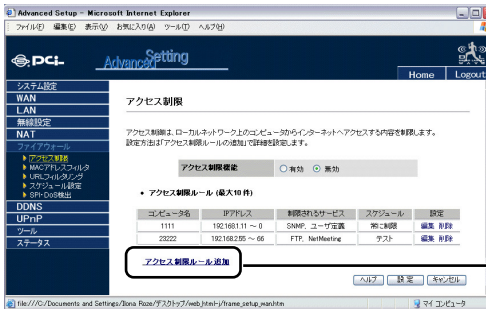 Advanced Setup - Microsoft Internet Explorer
ファイル(F) 編集(E) 表示(V) お気に入り(A) ツール(T) ヘルプ(H)
PCi
Advanced Setting
Home Logout
システム設定
WAN
LAN
無線設定
NAT
ファイアウォール
アクセス制限
MACアドレスフィルタ
URLフィルタリング
スケジュール設定
SPI・DoS検出
DDNS
UPnP
ツール
ステータス
アクセス制限
アクセス制限は、ローカルネットワーク上のコンピュータからインターネットへアクセスする内容を制限します。
設定方法は「アクセス制限ルールの追加」で詳細を設定します。
アクセス制限機能 有効 無効
• アクセス制限ルール (最大10 件)
コンピュータ名 IPアドレス 制限されるサービス スケジュール 設定
1111 192.168.1.11 ～ 0 SNMP, ユーザ定義 常に制限 編集 削除
23222 192.168.2.55 ～ 66 FTP, NetMeeting テスト 編集 削除
アクセス制限ルール追加
ヘルプ 設定 キャンセル
file:///C:/Documents and Settings/Ilona Roze/デスクトップ/web_html-j/frame_setup_wan.htm マイ コンピュータ